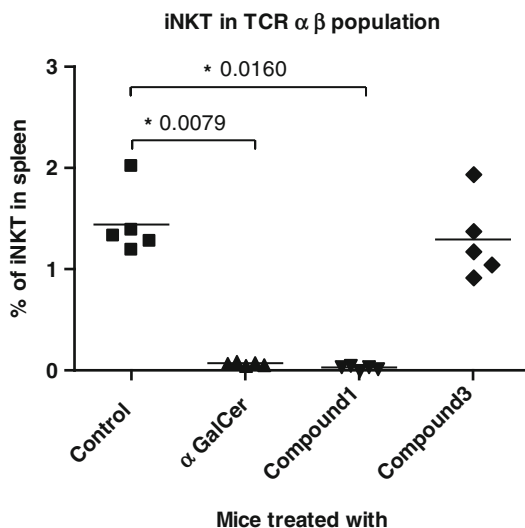 iNKT in TCR α β population
3
* 0.0160
* 0.0079
2
1
0
% of iNKT in spleen
Control
α GalCer
Compound1
Compound3
Mice treated with